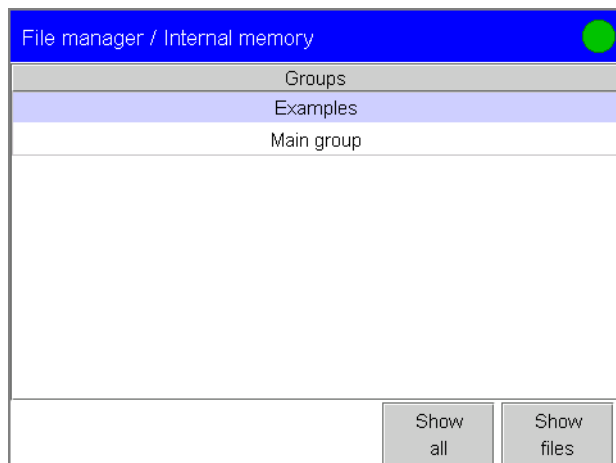 File manager / Internal memory
Groups
Examples
Main group
Show
all
Show
files